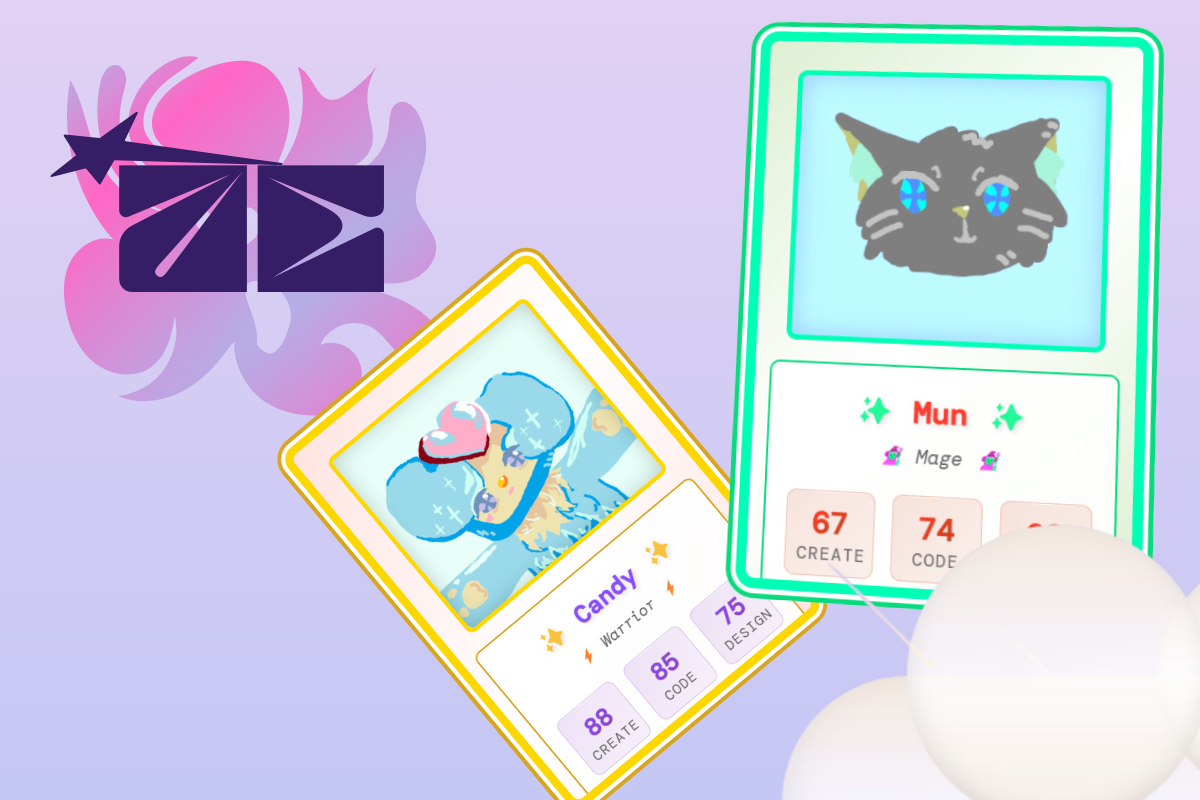 Mun
Mage
67
CREATE
74
CODE
Candy
Warrior
88
CREATE
85
CODE
75
DESIGN